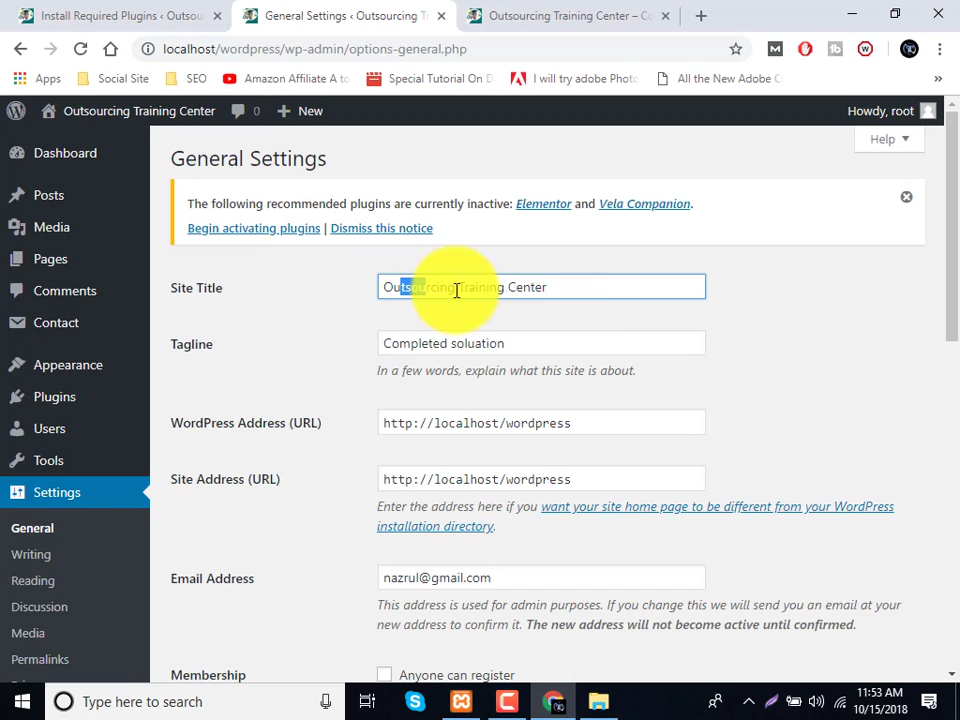 Install Required Plugins ‹ Outsou
General Settings ‹ Outsourcing T
Outsourcing Training Center – Co
localhost/wordpress/wp-admin/options-general.php
Apps
Social Site
SEO
Amazon Affiliate A to
Special Tutorial On D
I will try adobe Photo
All the New Adobe C
»
Outsourcing Training Center
0
New
Howdy, root
Help
Dashboard
Posts
Media
Pages
Comments
Contact
Appearance
Plugins
Users
Tools
Settings
General
Writing
Reading
Discussion
Media
Permalinks
General Settings
The following recommended plugins are currently inactive: Elementor and Vela Companion.
Begin activating plugins | Dismiss this notice
Site Title
Outsourcing Training Center
Tagline
Completed soluation
In a few words, explain what this site is about.
WordPress Address (URL)
http://localhost/wordpress
Site Address (URL)
http://localhost/wordpress
Enter the address here if you want your site home page to be different from your WordPress
installation directory.
Email Address
nazrul@gmail.com
This address is used for admin purposes. If you change this we will send you an email at your
new address to confirm it. The new address will not become active until confirmed.
Membership
Anyone can register
Type here to search
11:53 AM
10/15/2018